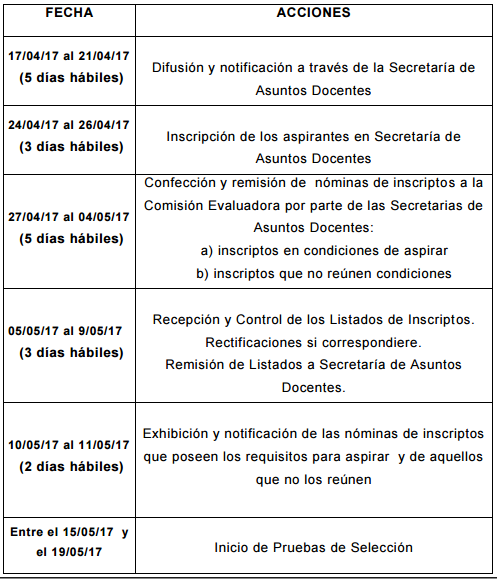 FECHA
ACCIONES
17/04/17 al 21/04/17
(5 días hábiles)
Difusión y notificación a través de la Secretaría de
Asuntos Docentes
24/04/17 al 26/04/17
(3 días hábiles)
Inscripción de los aspirantes en Secretaría de
Asuntos Docentes
27/04/17 al 04/05/17
(5 días hábiles)
Confección y remisión de nóminas de inscriptos a la
Comisión Evaluadora por parte de las Secretarias de
Asuntos Docentes:
a) inscriptos en condiciones de aspirar
b) inscriptos que no reúnen condiciones
05/05/17 al 9/05/17
(3 días hábiles)
Recepción y Control de los Listados de Inscriptos.
Rectificaciones si correspondiere.
Remisión de Listados a Secretaría de Asuntos
Docentes.
10/05/17 al 11/05/17
(2 días hábiles)
Exhibición y notificación de las nóminas de inscriptos
que poseen los requisitos para aspirar y de aquellos
que no los reúnen
Entre el 15/05/17 y
el 19/05/17
Inicio de Pruebas de Selección